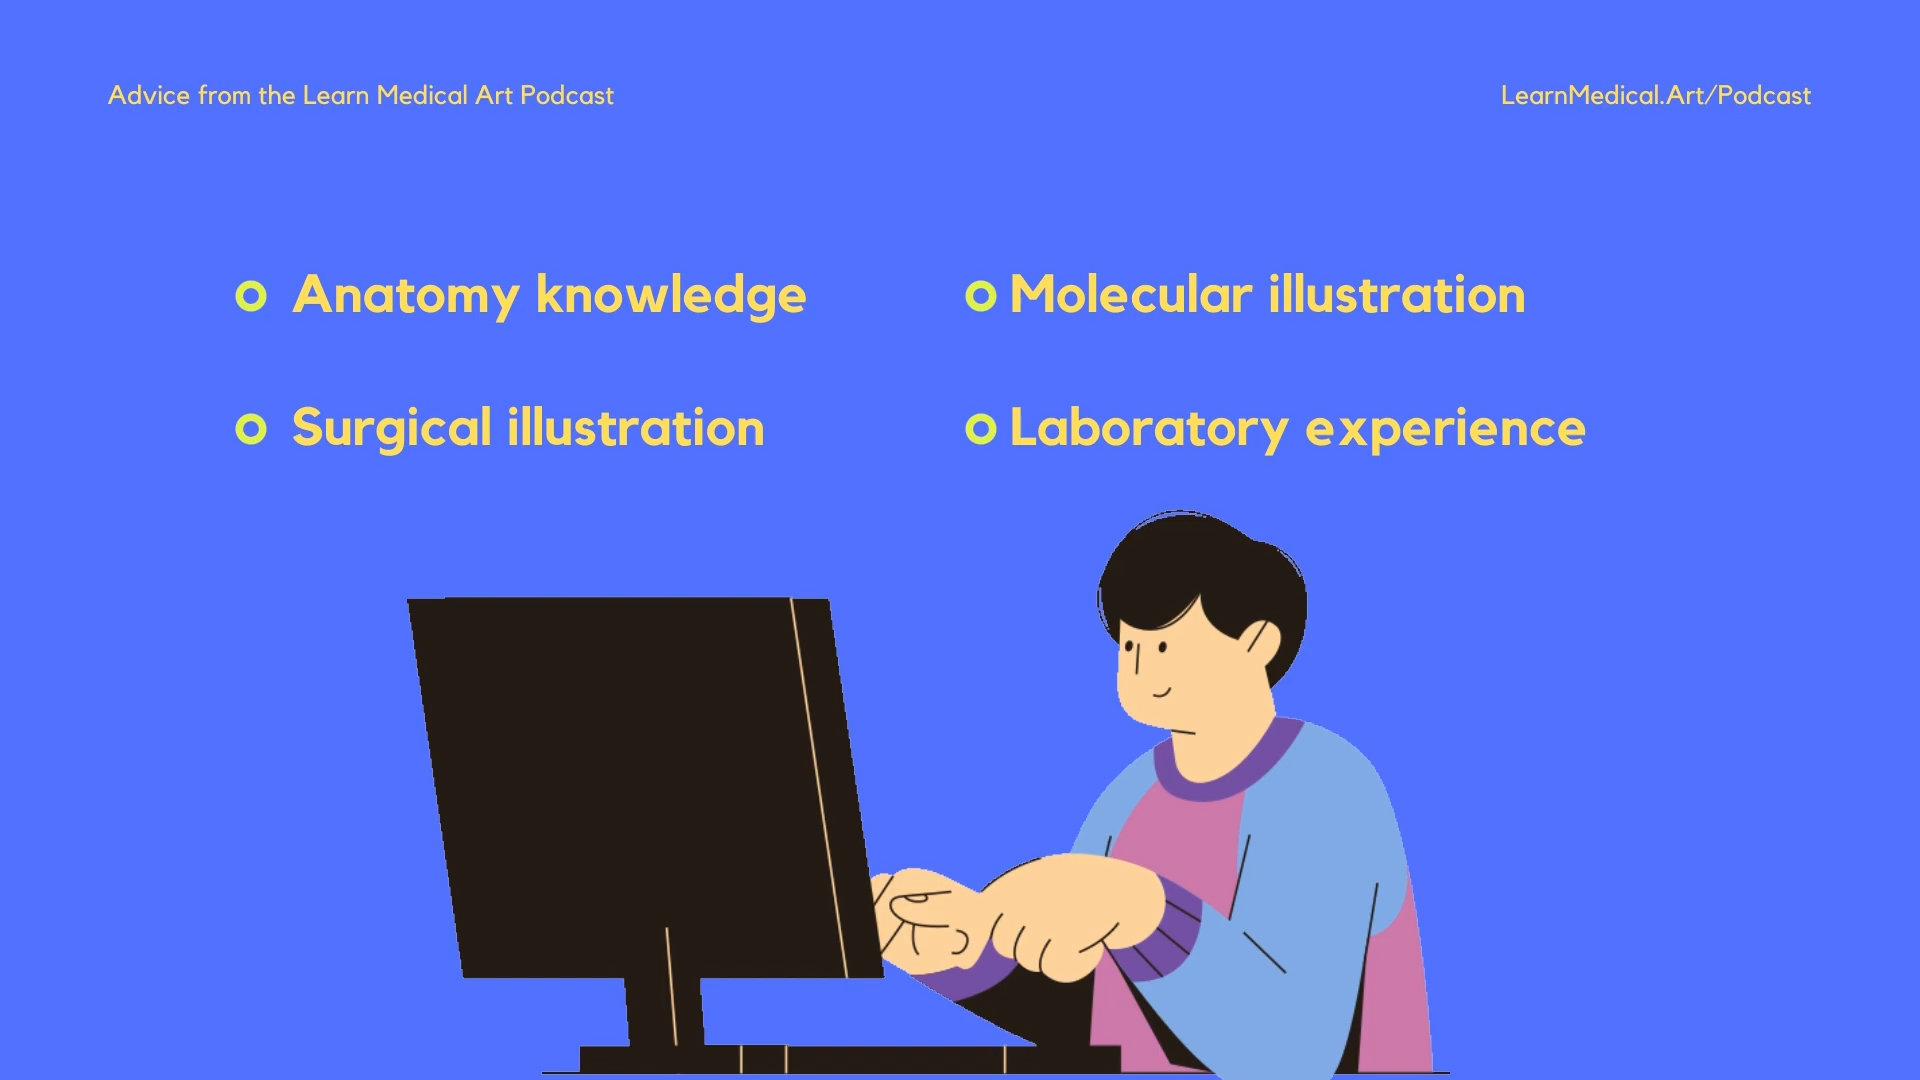 Advice from the Learn Medical Art Podcast
LearnMedical.Art/Podcast
Anatomy knowledge
Molecular illustration
Surgical illustration
Laboratory experience